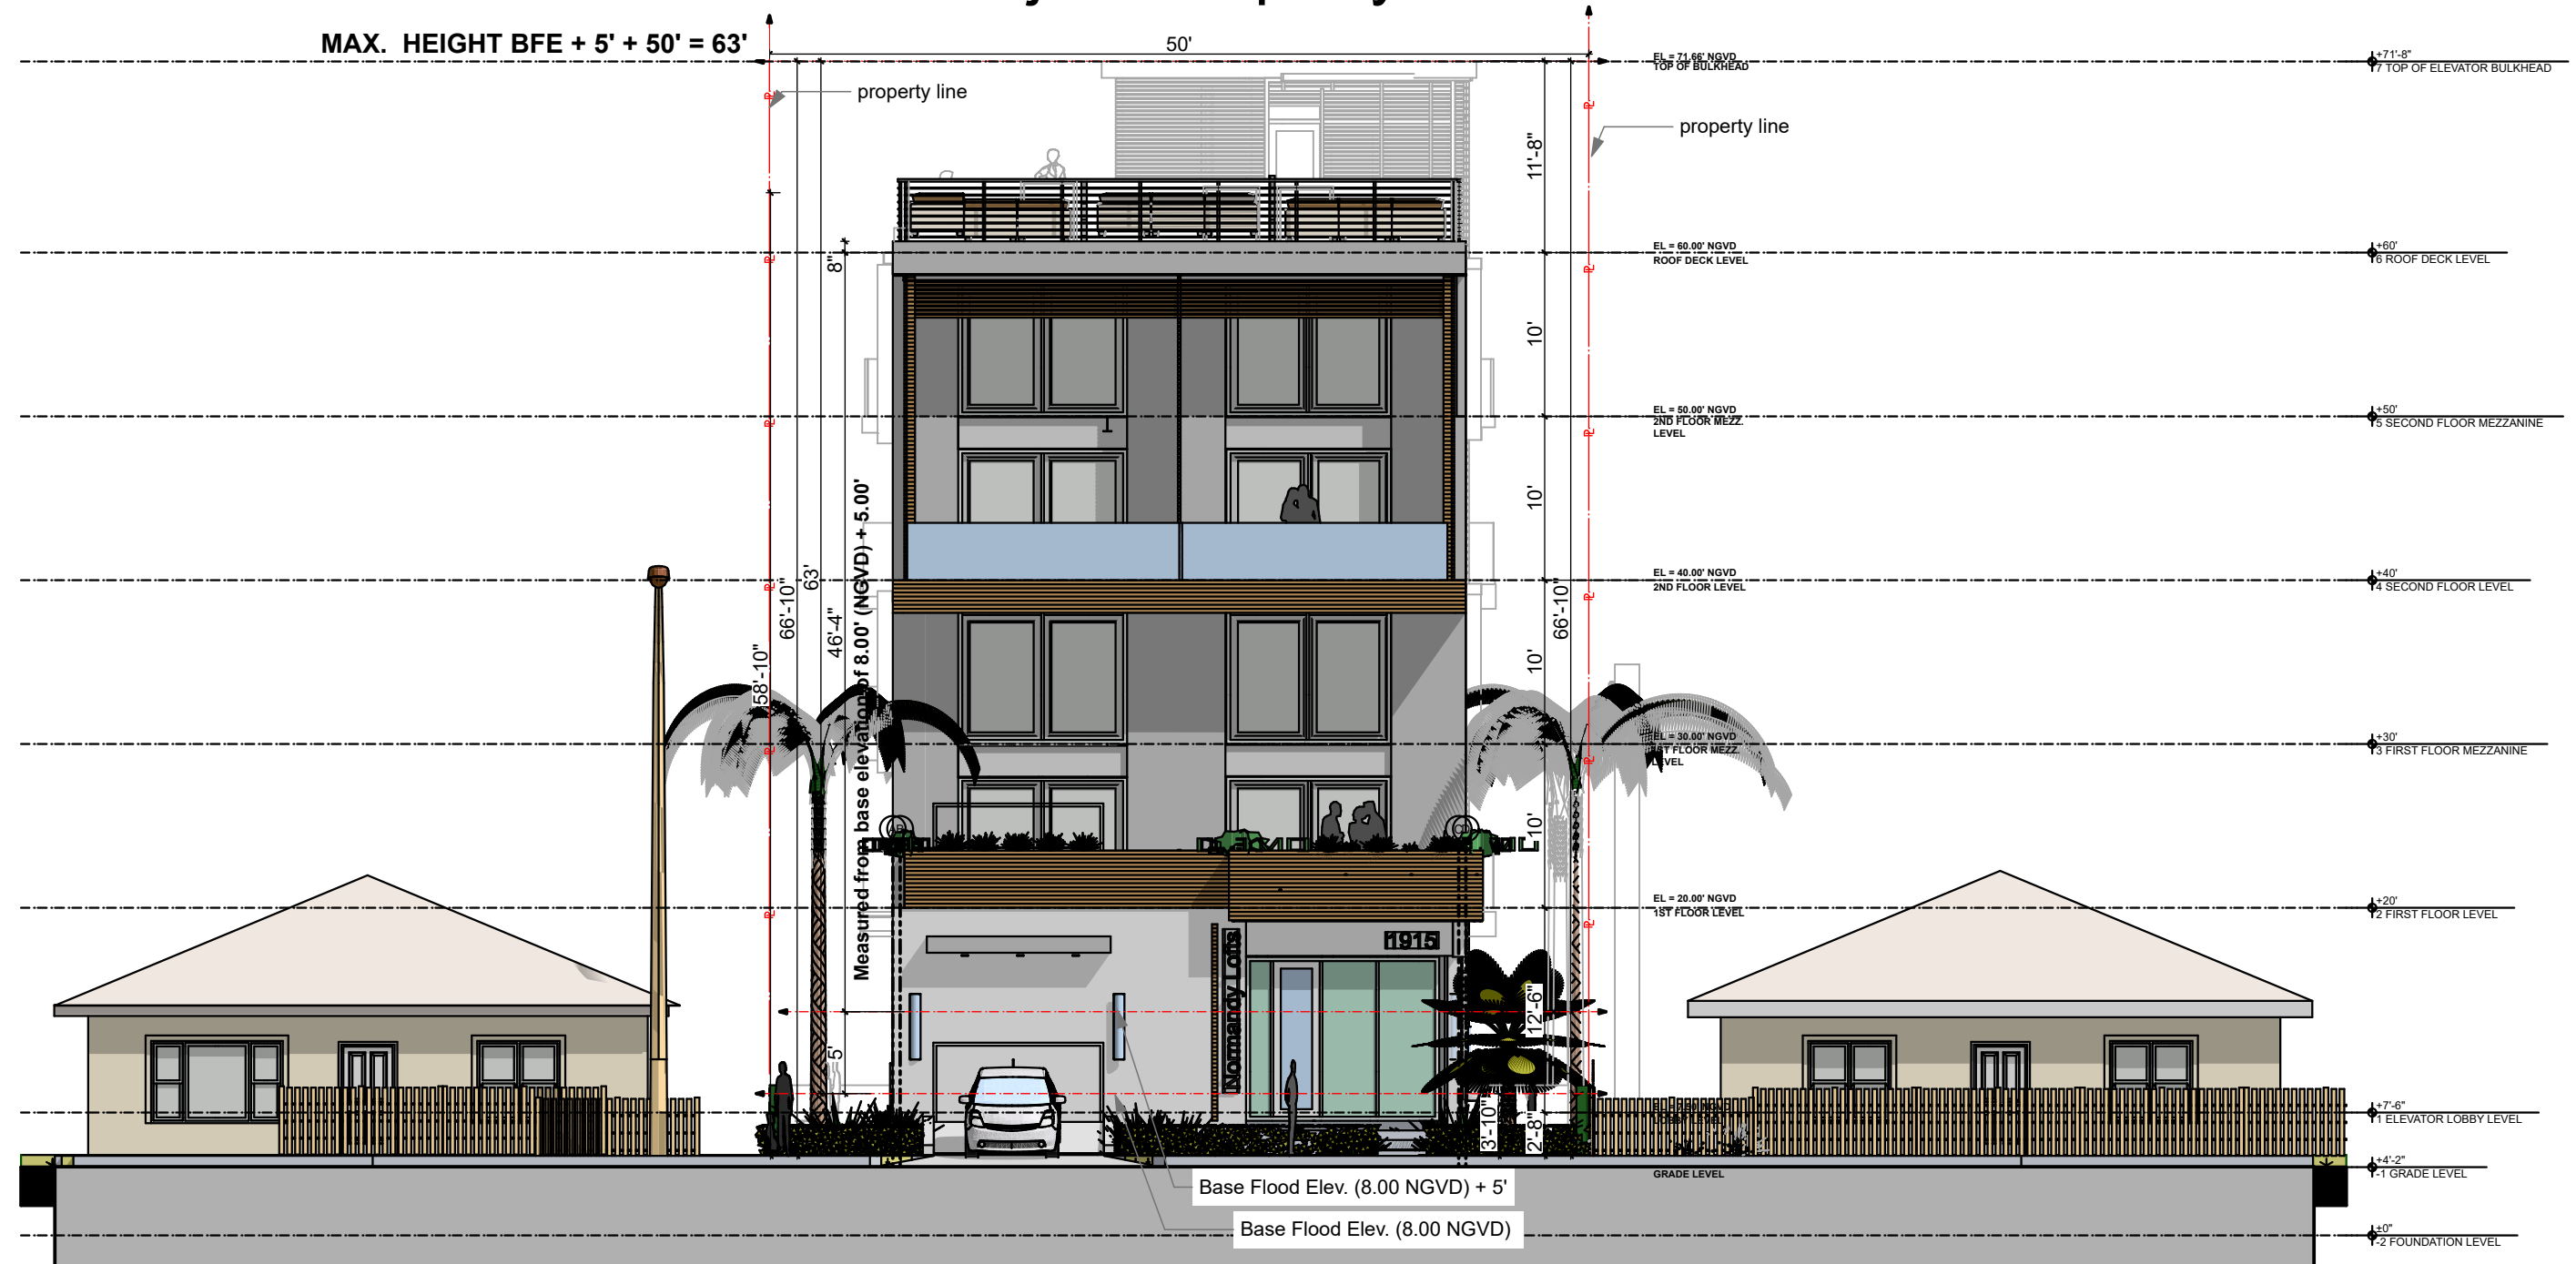 MAX. HEIGHT BFE + 5' + 50' = 63'
50'
EL = 71.66' NGVD
TOP OF BULKHEAD
+71'-8"
7 TOP OF ELEVATOR BULKHEAD
property line
property line
11'-8"
8"
EL = 60.00' NGVD
ROOF DECK LEVEL
+60'
6 ROOF DECK LEVEL
10'
EL = 50.00' NGVD
2ND FLOOR MEZZ.
LEVEL
+50'
5 SECOND FLOOR MEZZANINE
10'
EL = 40.00' NGVD
2ND FLOOR LEVEL
+40'
4 SECOND FLOOR LEVEL
58'-10"
66'-10"
63'
46'-4"
Measured from base elevation of 8.00' (NGVD) + 5.00'
10'
66'-10"
EL = 30.00' NGVD
1ST FLOOR MEZZ.
LEVEL
+30'
3 FIRST FLOOR MEZZANINE
10'
EL = 20.00' NGVD
1ST FLOOR LEVEL
+20'
2 FIRST FLOOR LEVEL
1915
Normandy Lofts
12'-6"
5'
3'-10"
2'-8"
+7'-6"
1 ELEVATOR LOBBY LEVEL
GRADE LEVEL
+4'-2"
-1 GRADE LEVEL
Base Flood Elev. (8.00 NGVD) + 5'
Base Flood Elev. (8.00 NGVD)
±0"
-2 FOUNDATION LEVEL